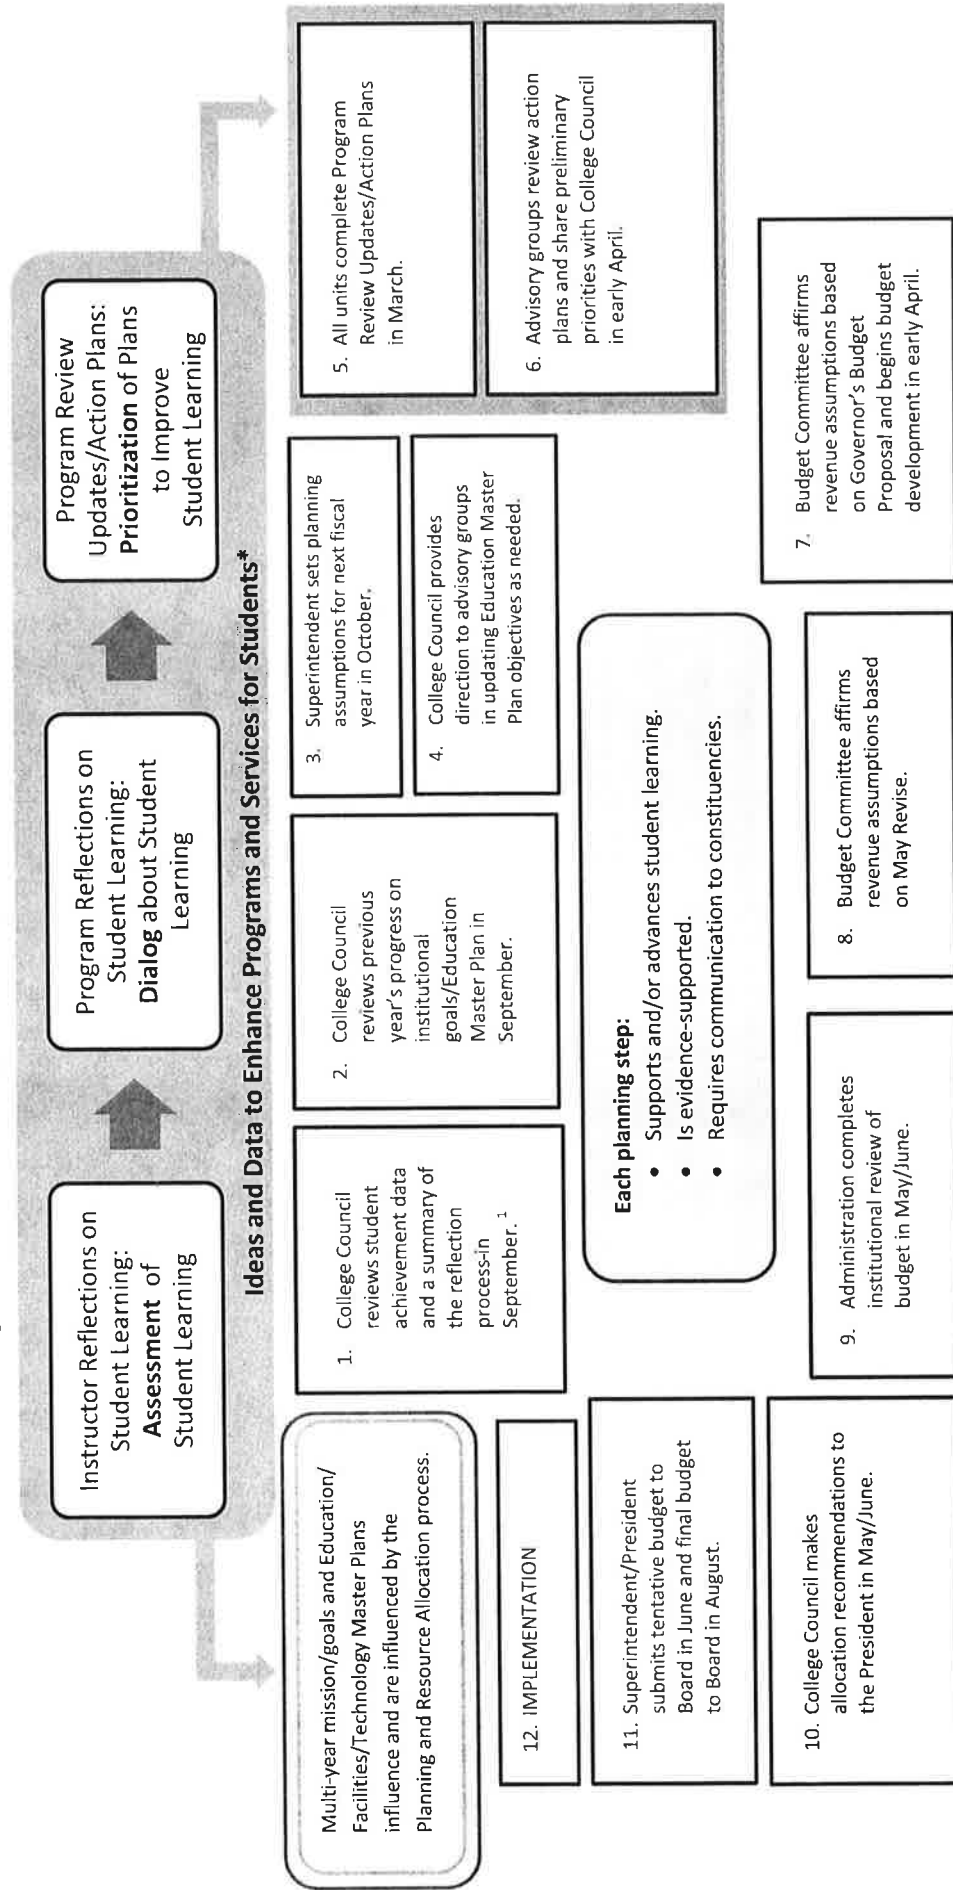 Instructor Reflections on
Student Learning:
Assessment of
Student Learning
Program Reflections on
Student Learning:
Dialog about Student
Learning
Program Review
Updates/Action Plans:
Prioritization of Plans
to Improve
Student Learning
Ideas and Data to Enhance Programs and Services for Students*
Multi-year mission/goals and Education/
Facilities/Technology Master Plans
influence and are influenced by the
Planning and Resource Allocation process.
1. College Council
reviews student
achievement data
and a summary of
the reflection
process-in
September. 1
2. College Council
reviews previous
year's progress on
institutional
goals/Education
Master Plan in
September.
3. Superintendent sets planning
assumptions for next fiscal
year in October.
4. College Council provides
direction to advisory groups
in updating Education Master
Plan objectives as needed.
5. All units complete Program
Review Updates/Action Plans
in March.
6. Advisory groups review action
plans and share preliminary
priorities with College Council
in early April.
Each planning step:
• Supports and/or advances student learning.
• Is evidence-supported.
• Requires communication to constituencies.
7. Budget Committee affirms
revenue assumptions based
on Governor's Budget
Proposal and begins budget
development in early April.
8. Budget Committee affirms
revenue assumptions based
on May Revise.
9. Administration completes
institutional review of
budget in May/June.
10. College Council makes
allocation recommendations to
the President in May/June.
11. Superintendent/President
submits tentative budget to
Board in June and final budget
to Board in August.
12. IMPLEMENTATION